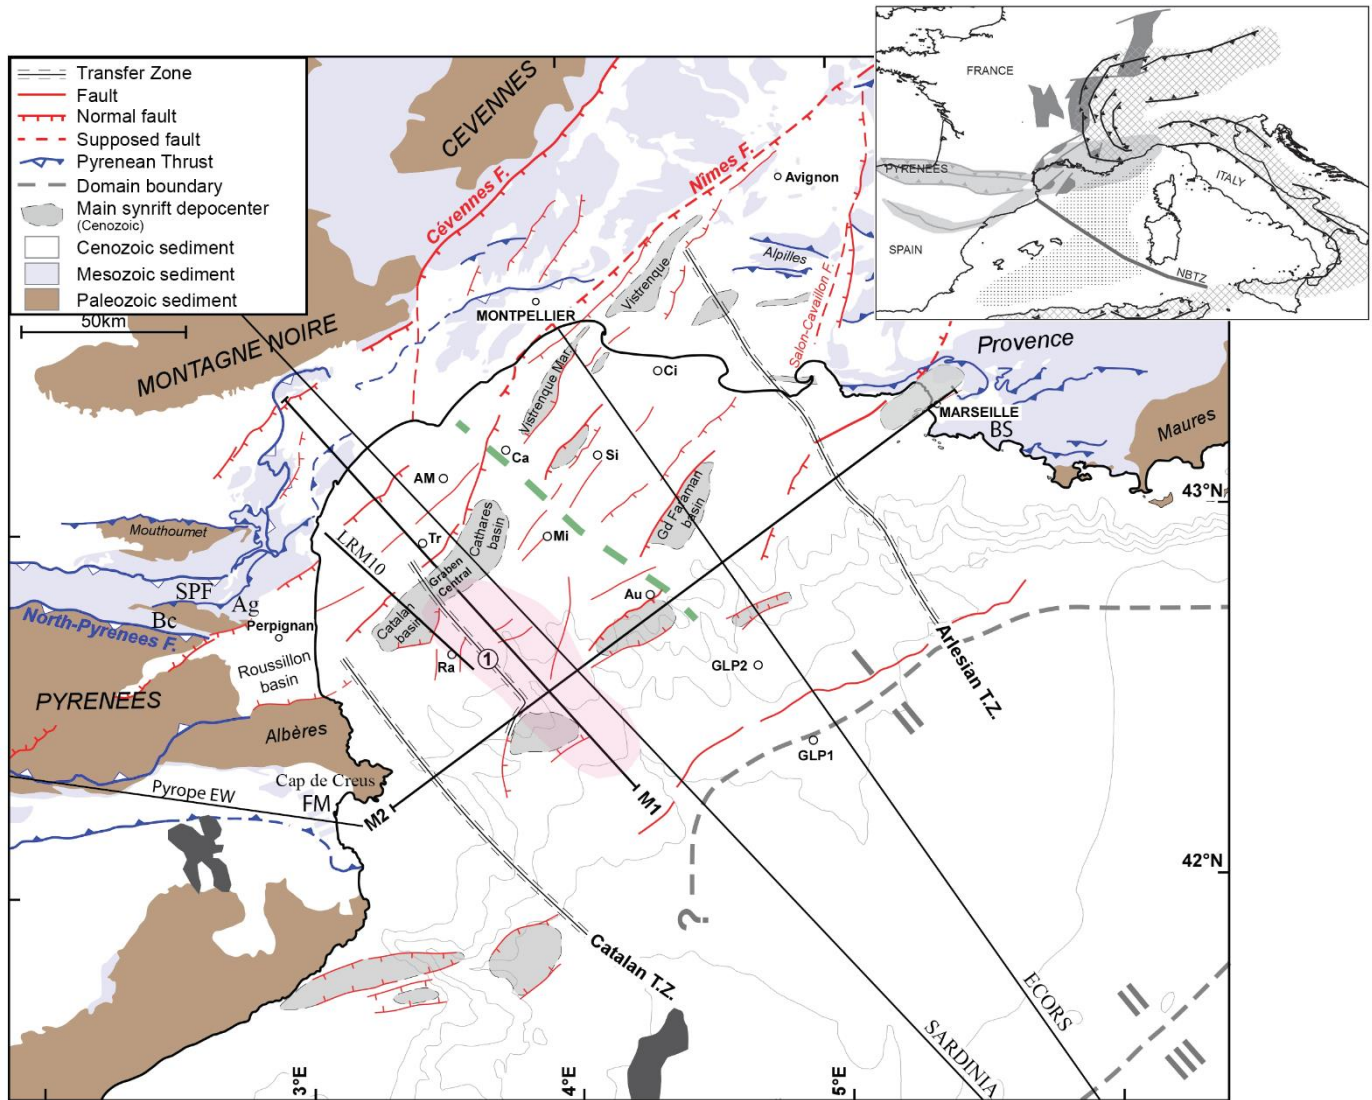 Transfer Zone
Fault
Normal fault
Supposed fault
Pyrenean Thrust
Domain boundary
Main synrift depocenter
(Cenozoic)
Cenozoic sediment
Mesozoic sediment
Paleozoic sediment
50km
FRANCE
PYRENEES
SPAIN
ITALY
NBTZ
CEVENNES
Cévennes F.
Nîmes F.
Avignon
Alpilles
Salon-Cavaillon F.
Vistrenque
MONTPELLIER
MONTAGNE NOIRE
Provence
Ci
Vistrenque Mar.
MARSEILLE
BS
Maures
Ca
Si
AM
43°N
Gd Faraman
basin
Cathares
basin
Mouthoumet
LRM10
Tr
Mi
Graben
Central
SPF
Ag
Au
Bc
Catalan
basin
North-Pyrenees F.
Perpignan
Ra
1
GLP2
Arlesian T.Z.
Roussillon
basin
I
II
PYRENEES
Albères
GLP1
Cap de Creus
Pyrope EW
FM
M2
M1
42°N
?
Catalan T.Z.
ECORS
SARDINIA
II
III
3°E
4°E
5°E